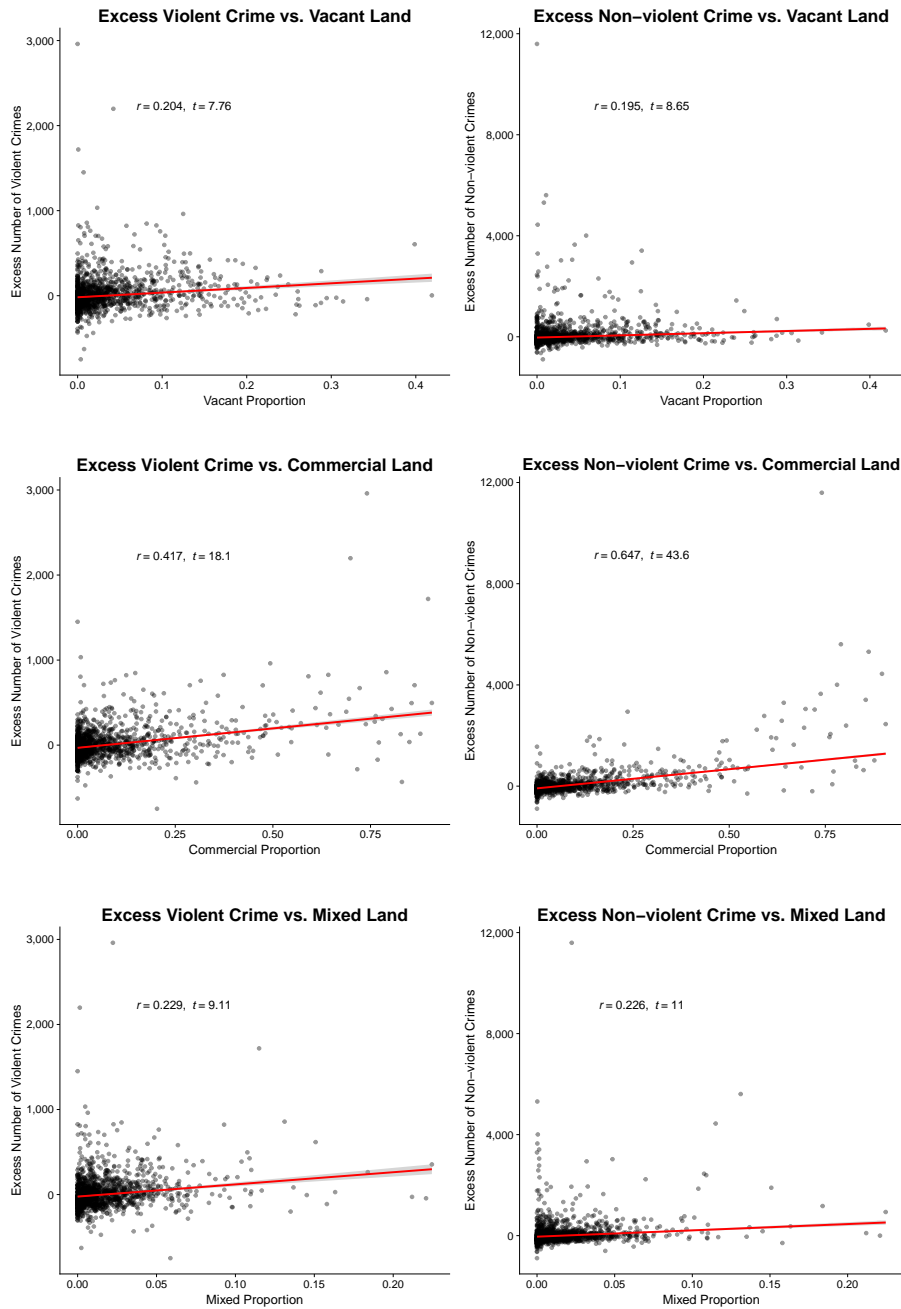 Excess Violent Crime vs. Vacant Land
3,000
2,000
1,000
0
Excess Number of Violent Crimes
r = 0.204, t = 7.76
0.0 0.1 0.2 0.3 0.4
Vacant Proportion
Excess Non−violent Crime vs. Vacant Land
12,000
8,000
4,000
0
Excess Number of Non−violent Crimes
r = 0.195, t = 8.65
0.0 0.1 0.2 0.3 0.4
Vacant Proportion
Excess Violent Crime vs. Commercial Land
3,000
2,000
1,000
0
Excess Number of Violent Crimes
r = 0.417, t = 18.1
0.00 0.25 0.50 0.75
Commercial Proportion
Excess Non−violent Crime vs. Commercial Land
12,000
8,000
4,000
0
Excess Number of Non−violent Crimes
r = 0.647, t = 43.6
0.00 0.25 0.50 0.75
Commercial Proportion
Excess Violent Crime vs. Mixed Land
3,000
2,000
1,000
0
Excess Number of Violent Crimes
r = 0.229, t = 9.11
0.00 0.05 0.10 0.15 0.20
Mixed Proportion
Excess Non−violent Crime vs. Mixed Land
12,000
8,000
4,000
0
Excess Number of Non−violent Crimes
r = 0.226, t = 11
0.00 0.05 0.10 0.15 0.20
Mixed Proportion